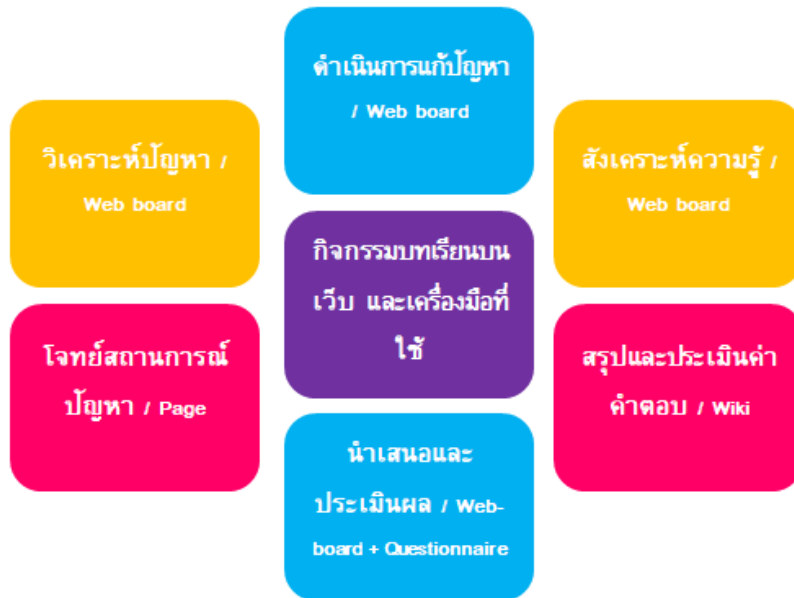 ดำเนินการแก้ปัญหา
/ Web board
วิเคราะห์ปัญหา /
Web board
สังเคราะห์ความรู้ /
Web board
กิจกรรมบทเรียนบน
เว็บ และเครื่องมือที่
ใช้
โจทย์สถานการณ์
ปัญหา / Page
สรุปและประเมินค่า
คำตอบ / Wiki
นำเสนอและ
ประเมินผล / Web-
board + Questionnaire